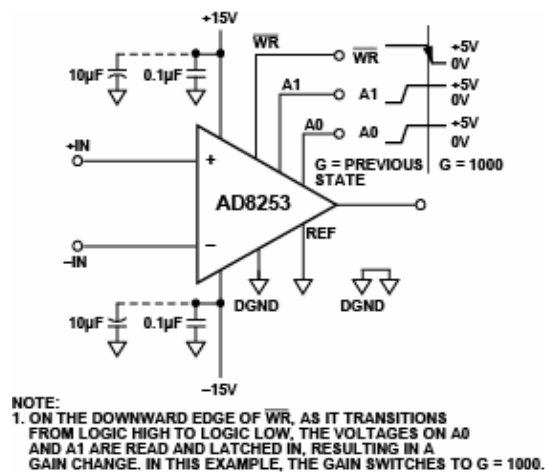 +15V
WR
WR
+5V
0V
10µF
0.1µF
A1
A1
+5V
0V
A0
A0
+5V
0V
+IN
+
G = PREVIOUS STATE
G = 1000
AD8253
REF
–IN
–
DGND
DGND
10µF
0.1µF
–15V
NOTE:
1. ON THE DOWNWARD EDGE OF WR, AS IT TRANSITIONS
FROM LOGIC HIGH TO LOGIC LOW, THE VOLTAGES ON A0
AND A1 ARE READ AND LATCHED IN, RESULTING IN A
GAIN CHANGE. IN THIS EXAMPLE, THE GAIN SWITCHES TO G = 1000.